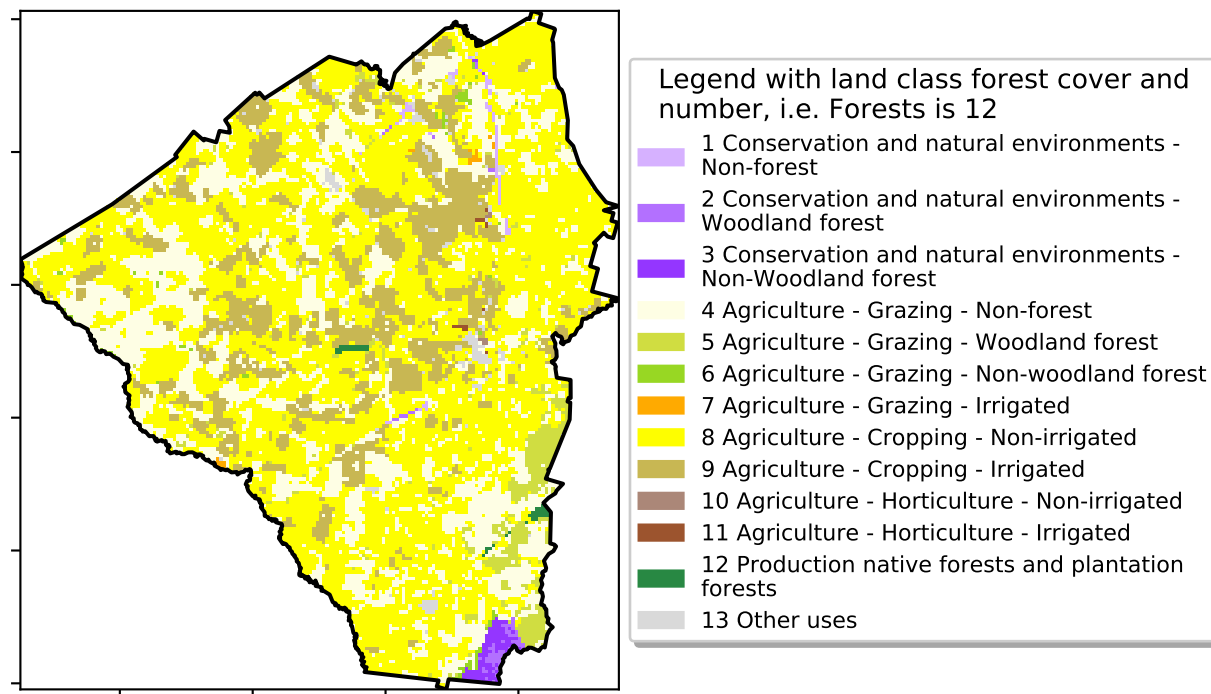 Legend with land class forest cover and
number, i.e. Forests is 12
1 Conservation and natural environments -
Non-forest
2 Conservation and natural environments -
Woodland forest
3 Conservation and natural environments -
Non-Woodland forest
4 Agriculture - Grazing - Non-forest
5 Agriculture - Grazing - Woodland forest
6 Agriculture - Grazing - Non-woodland forest
7 Agriculture - Grazing - Irrigated
8 Agriculture - Cropping - Non-irrigated
9 Agriculture - Cropping - Irrigated
10 Agriculture - Horticulture - Non-irrigated
11 Agriculture - Horticulture - Irrigated
12 Production native forests and plantation
forests
13 Other uses